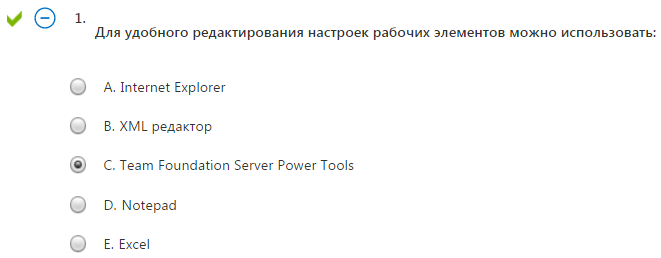 1.
Для удобного редактирования настроек рабочих элементов можно использовать:
A. Internet Explorer
B. XML редактор
C. Team Foundation Server Power Tools
D. Notepad
E. Excel